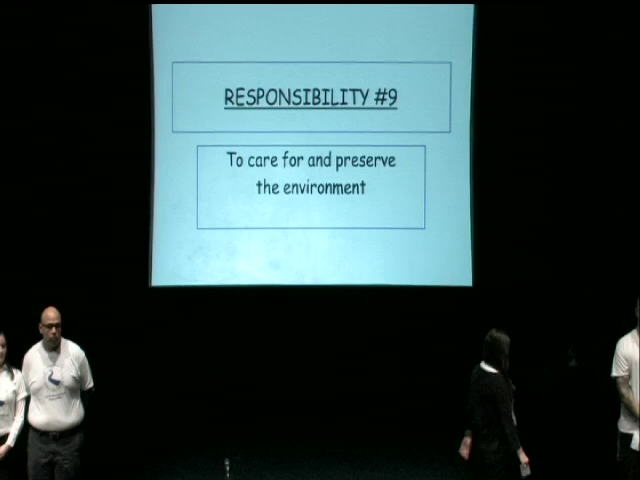 RESPONSIBILITY #9
To care for and preserve
the environment